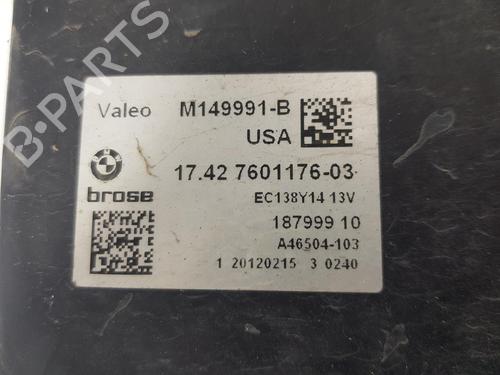 B-PARTS
Valeo M149991-B
USA
17.42 7601176-03
brose
EC138Y14 13V
187999 10
A46504-103
1 20120215 3 0240